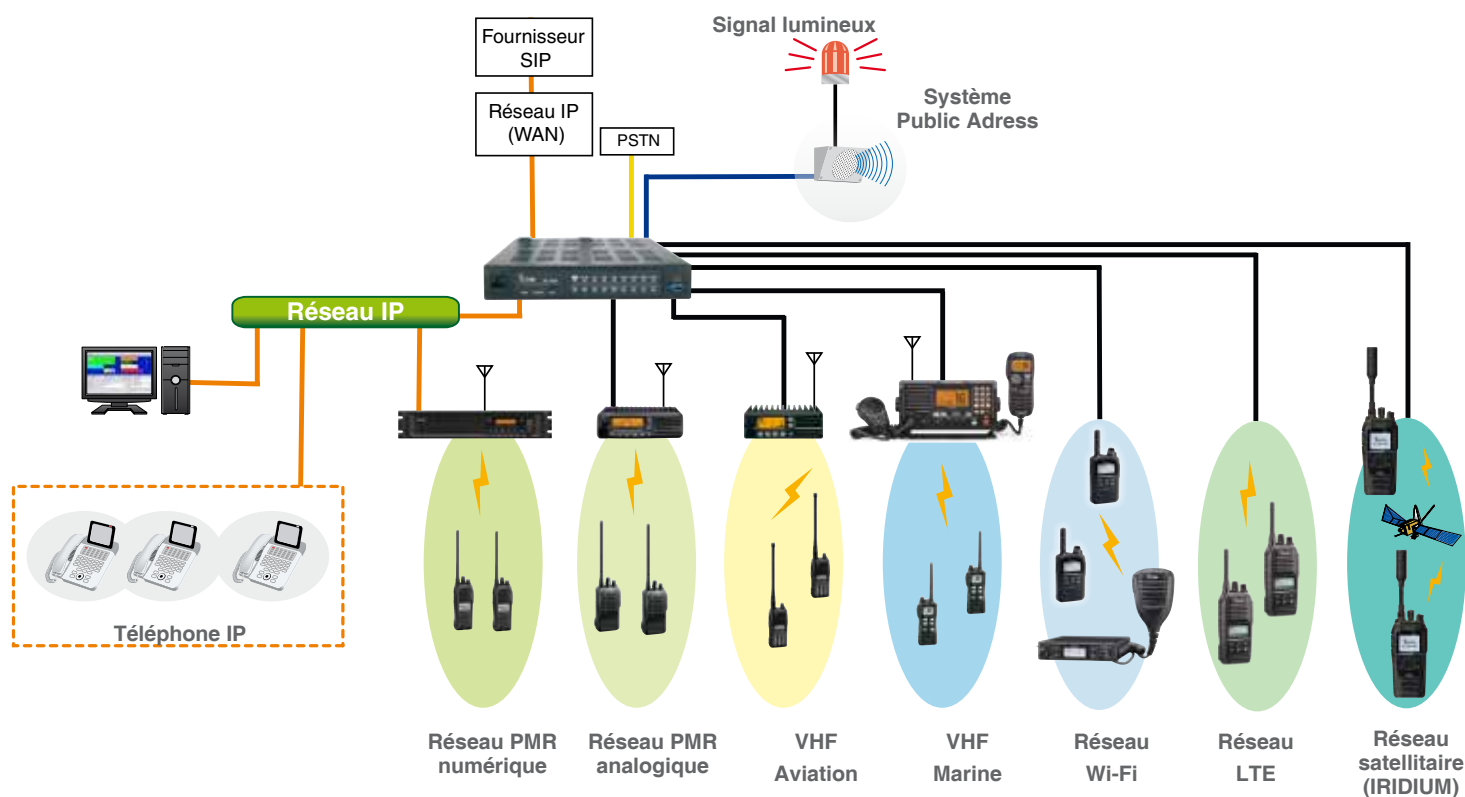 Signal lumineux
Fournisseur
SIP
Système
Public Adress
Réseau IP
(WAN)
PSTN
Réseau IP
Téléphone IP
Réseau PMR
numérique
Réseau PMR
analogique
VHF
Aviation
VHF
Marine
Réseau
Wi-Fi
Réseau
LTE
Réseau
satellitaire
(IRIDIUM)